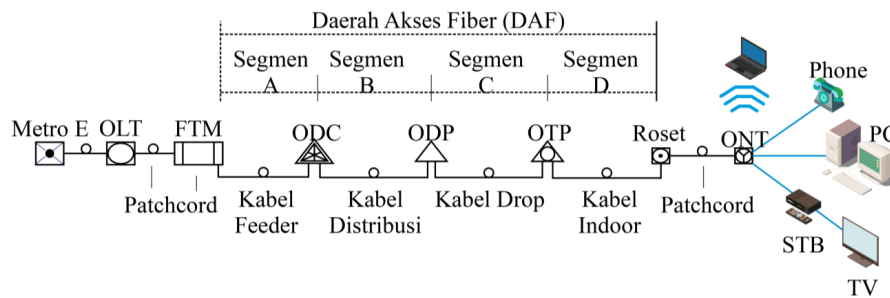 Daerah Akses Fiber (DAF)
Segmen
A
Segmen
B
Segmen
C
Segmen
D
Phone
Metro E
OLT
FTM
ODC
ODP
OTP
Roset
ONT
PC
Patchcord
Kabel
Feeder
Kabel
Distribusi
Kabel Drop
Kabel
Indoor
Patchcord
STB
TV